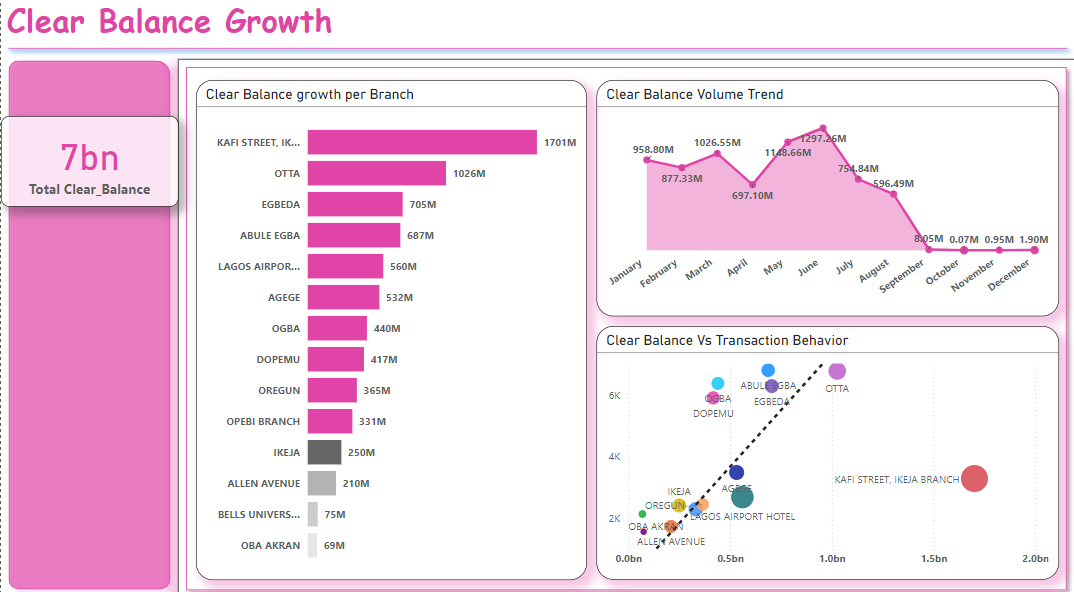 Clear Balance Growth
7bn
Total Clear_Balance
Clear Balance growth per Branch
KAFI STREET, IK... 1701M
OTTA 1026M
EGBEDA 705M
ABULE EGBA 687M
LAGOS AIRPOR... 560M
AGEGE 532M
OGBA 440M
DOPEMU 417M
OREGUN 365M
OPEBI BRANCH 331M
IKEJA 250M
ALLEN AVENUE 210M
BELLS UNIVERS... 75M
OBA AKRAN 69M
Clear Balance Volume Trend
958.80M 877.33M 1026.55M 697.10M 1148.66M 1297.26M 754.84M 596.49M 8.05M 0.07M 0.95M 1.90M
January February March April May June July August September October November December
Clear Balance Vs Transaction Behavior
6K
4K
2K
ABULE EGBA
OTTA
OGBA
EGBEDA
DOPEMU
KAFI STREET, IKEJA BRANCH
AGEGE
IKEJA
OREGUN
LAGOS AIRPORT HOTEL
OBA AKRAN
ALLEN AVENUE
0.0bn 0.5bn 1.0bn 1.5bn 2.0bn